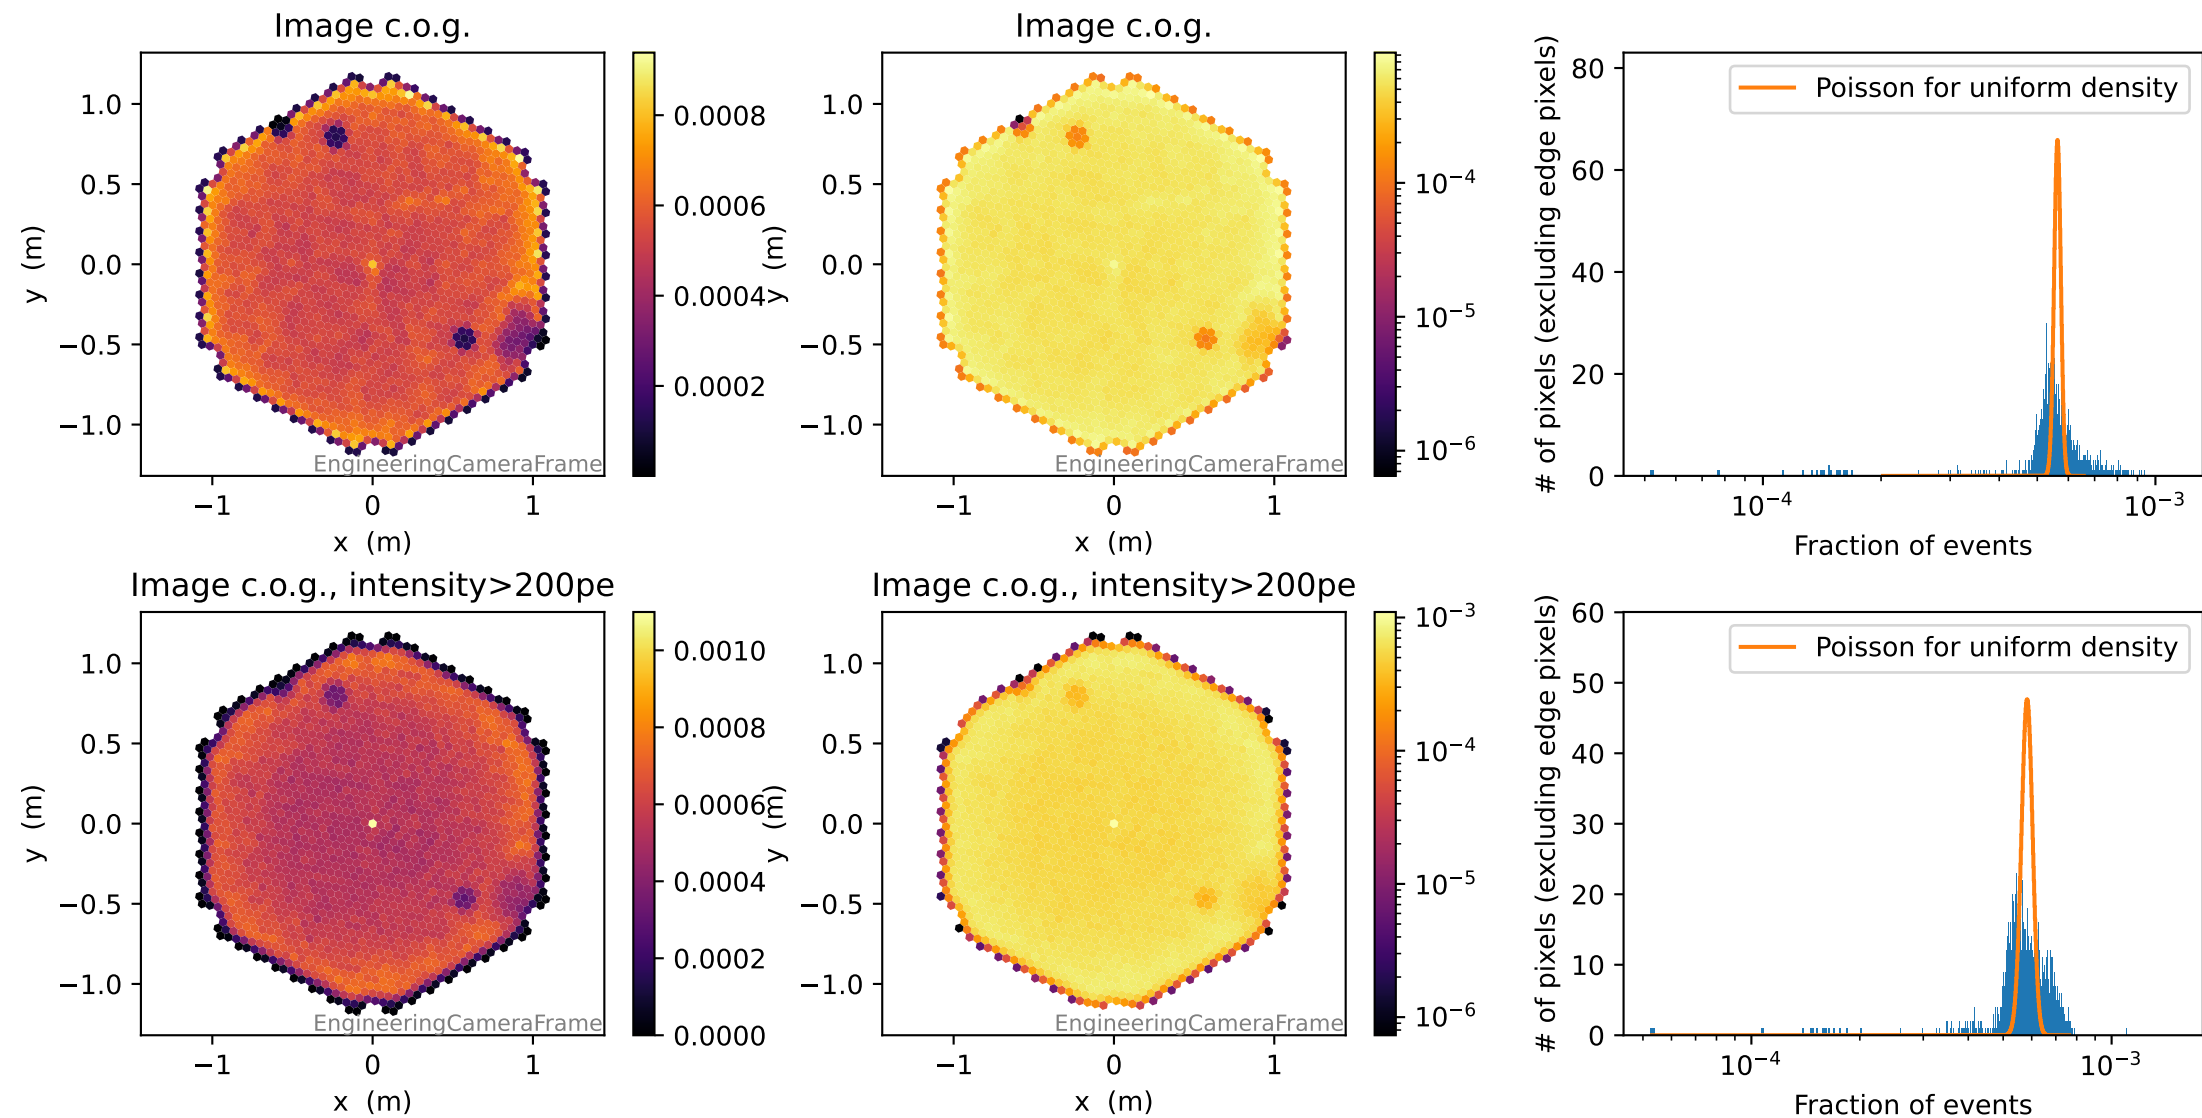 Image c.o.g.
1.0
0.5
0.0
−0.5
−1.0
y (m)
−1
0
1
x (m)
EngineeringCameraFrame
0.0008
0.0006
0.0004
0.0002
Image c.o.g.
1.0
0.5
0.0
−0.5
−1.0
y (m)
−1
0
1
x (m)
EngineeringCameraFrame
10⁻⁴
10⁻⁵
10⁻⁶
# of pixels (excluding edge pixels)
80
60
40
20
0
Poisson for uniform density
10⁻⁴
10⁻³
Fraction of events
Image c.o.g., intensity>200pe
1.0
0.5
0.0
−0.5
−1.0
y (m)
−1
0
1
x (m)
EngineeringCameraFrame
0.0010
0.0008
0.0006
0.0004
0.0002
0.0000
Image c.o.g., intensity>200pe
1.0
0.5
0.0
−0.5
−1.0
y (m)
−1
0
1
x (m)
EngineeringCameraFrame
10⁻³
10⁻⁴
10⁻⁵
10⁻⁶
# of pixels (excluding edge pixels)
60
50
40
30
20
10
0
Poisson for uniform density
10⁻⁴
10⁻³
Fraction of events